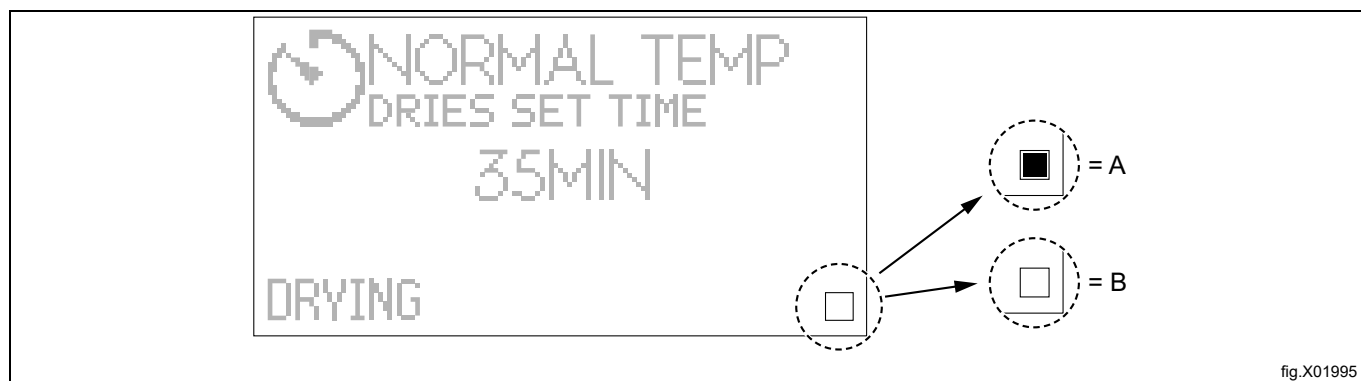 NORMAL TEMP
DRIES SET TIME
35MIN
DRYING
= A
= B
fig.X01995